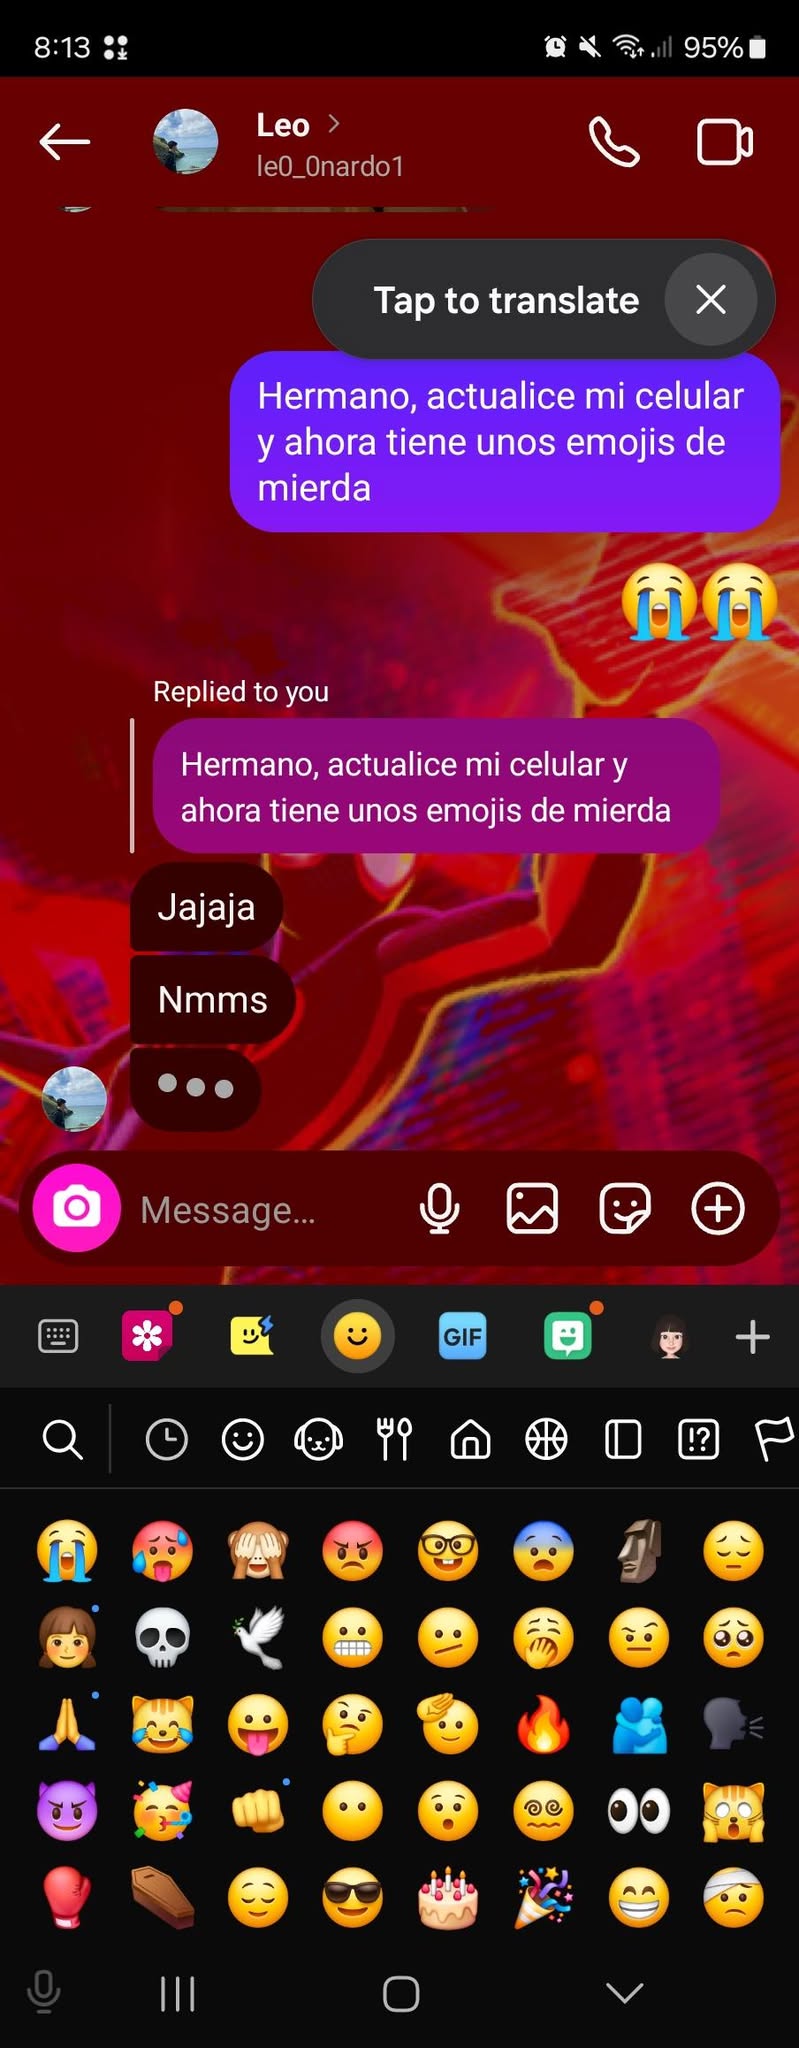 8:13
95%
Leo
le0_0nardo1
Tap to translate
Hermano, actualice mi celular
y ahora tiene unos emojis de
mierda
Replied to you
Hermano, actualice mi celular y
ahora tiene unos emojis de mierda
Jajaja
Nmms
Message...
GIF
!?